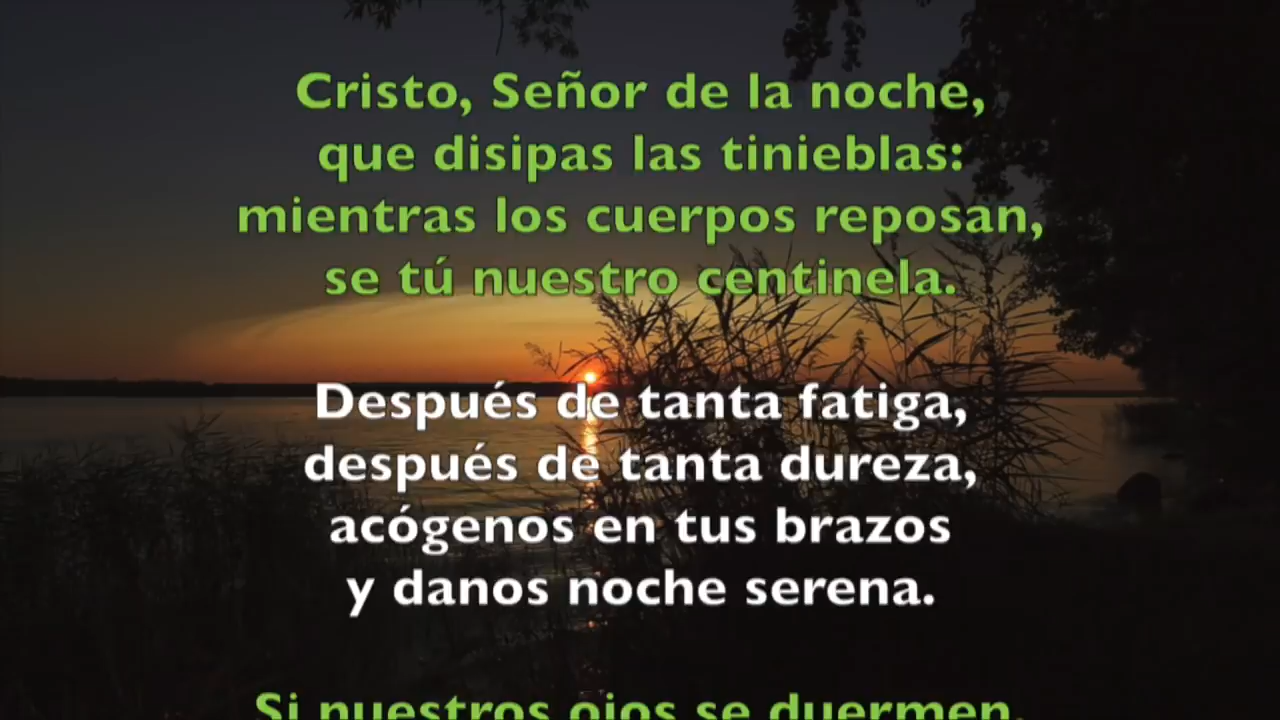 Cristo, Señor de la noche,
que disipas las tinieblas:
mientras los cuerpos reposan,
se tú nuestro centinela.
Después de tanta fatiga,
después de tanta dureza,
acógenos en tus brazos
y danos noche serena.
Si nuestros ojos se duermen,